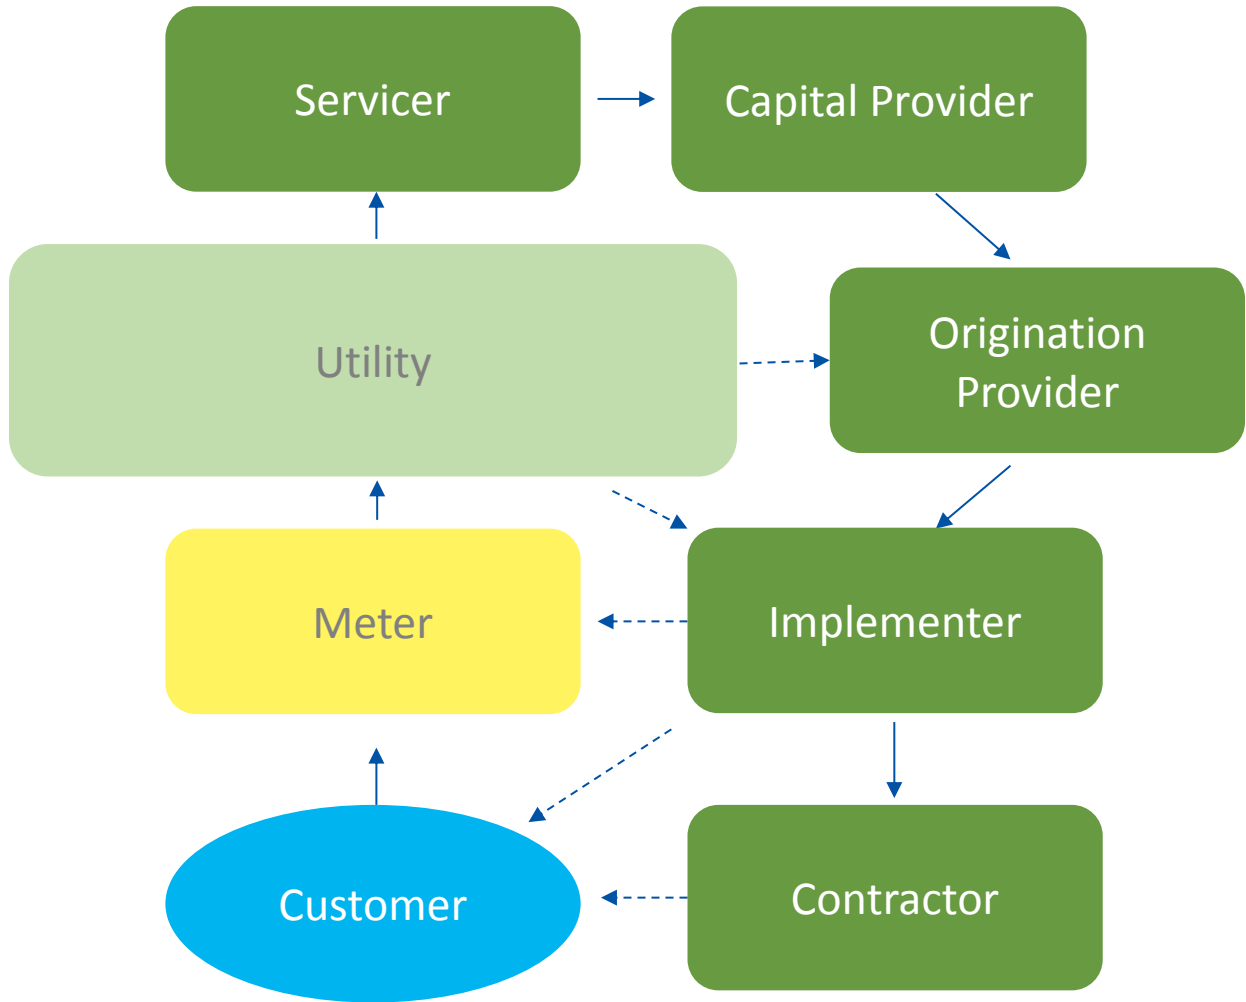 Servicer
Capital Provider
Utility
Origination
Provider
Meter
Implementer
Customer
Contractor